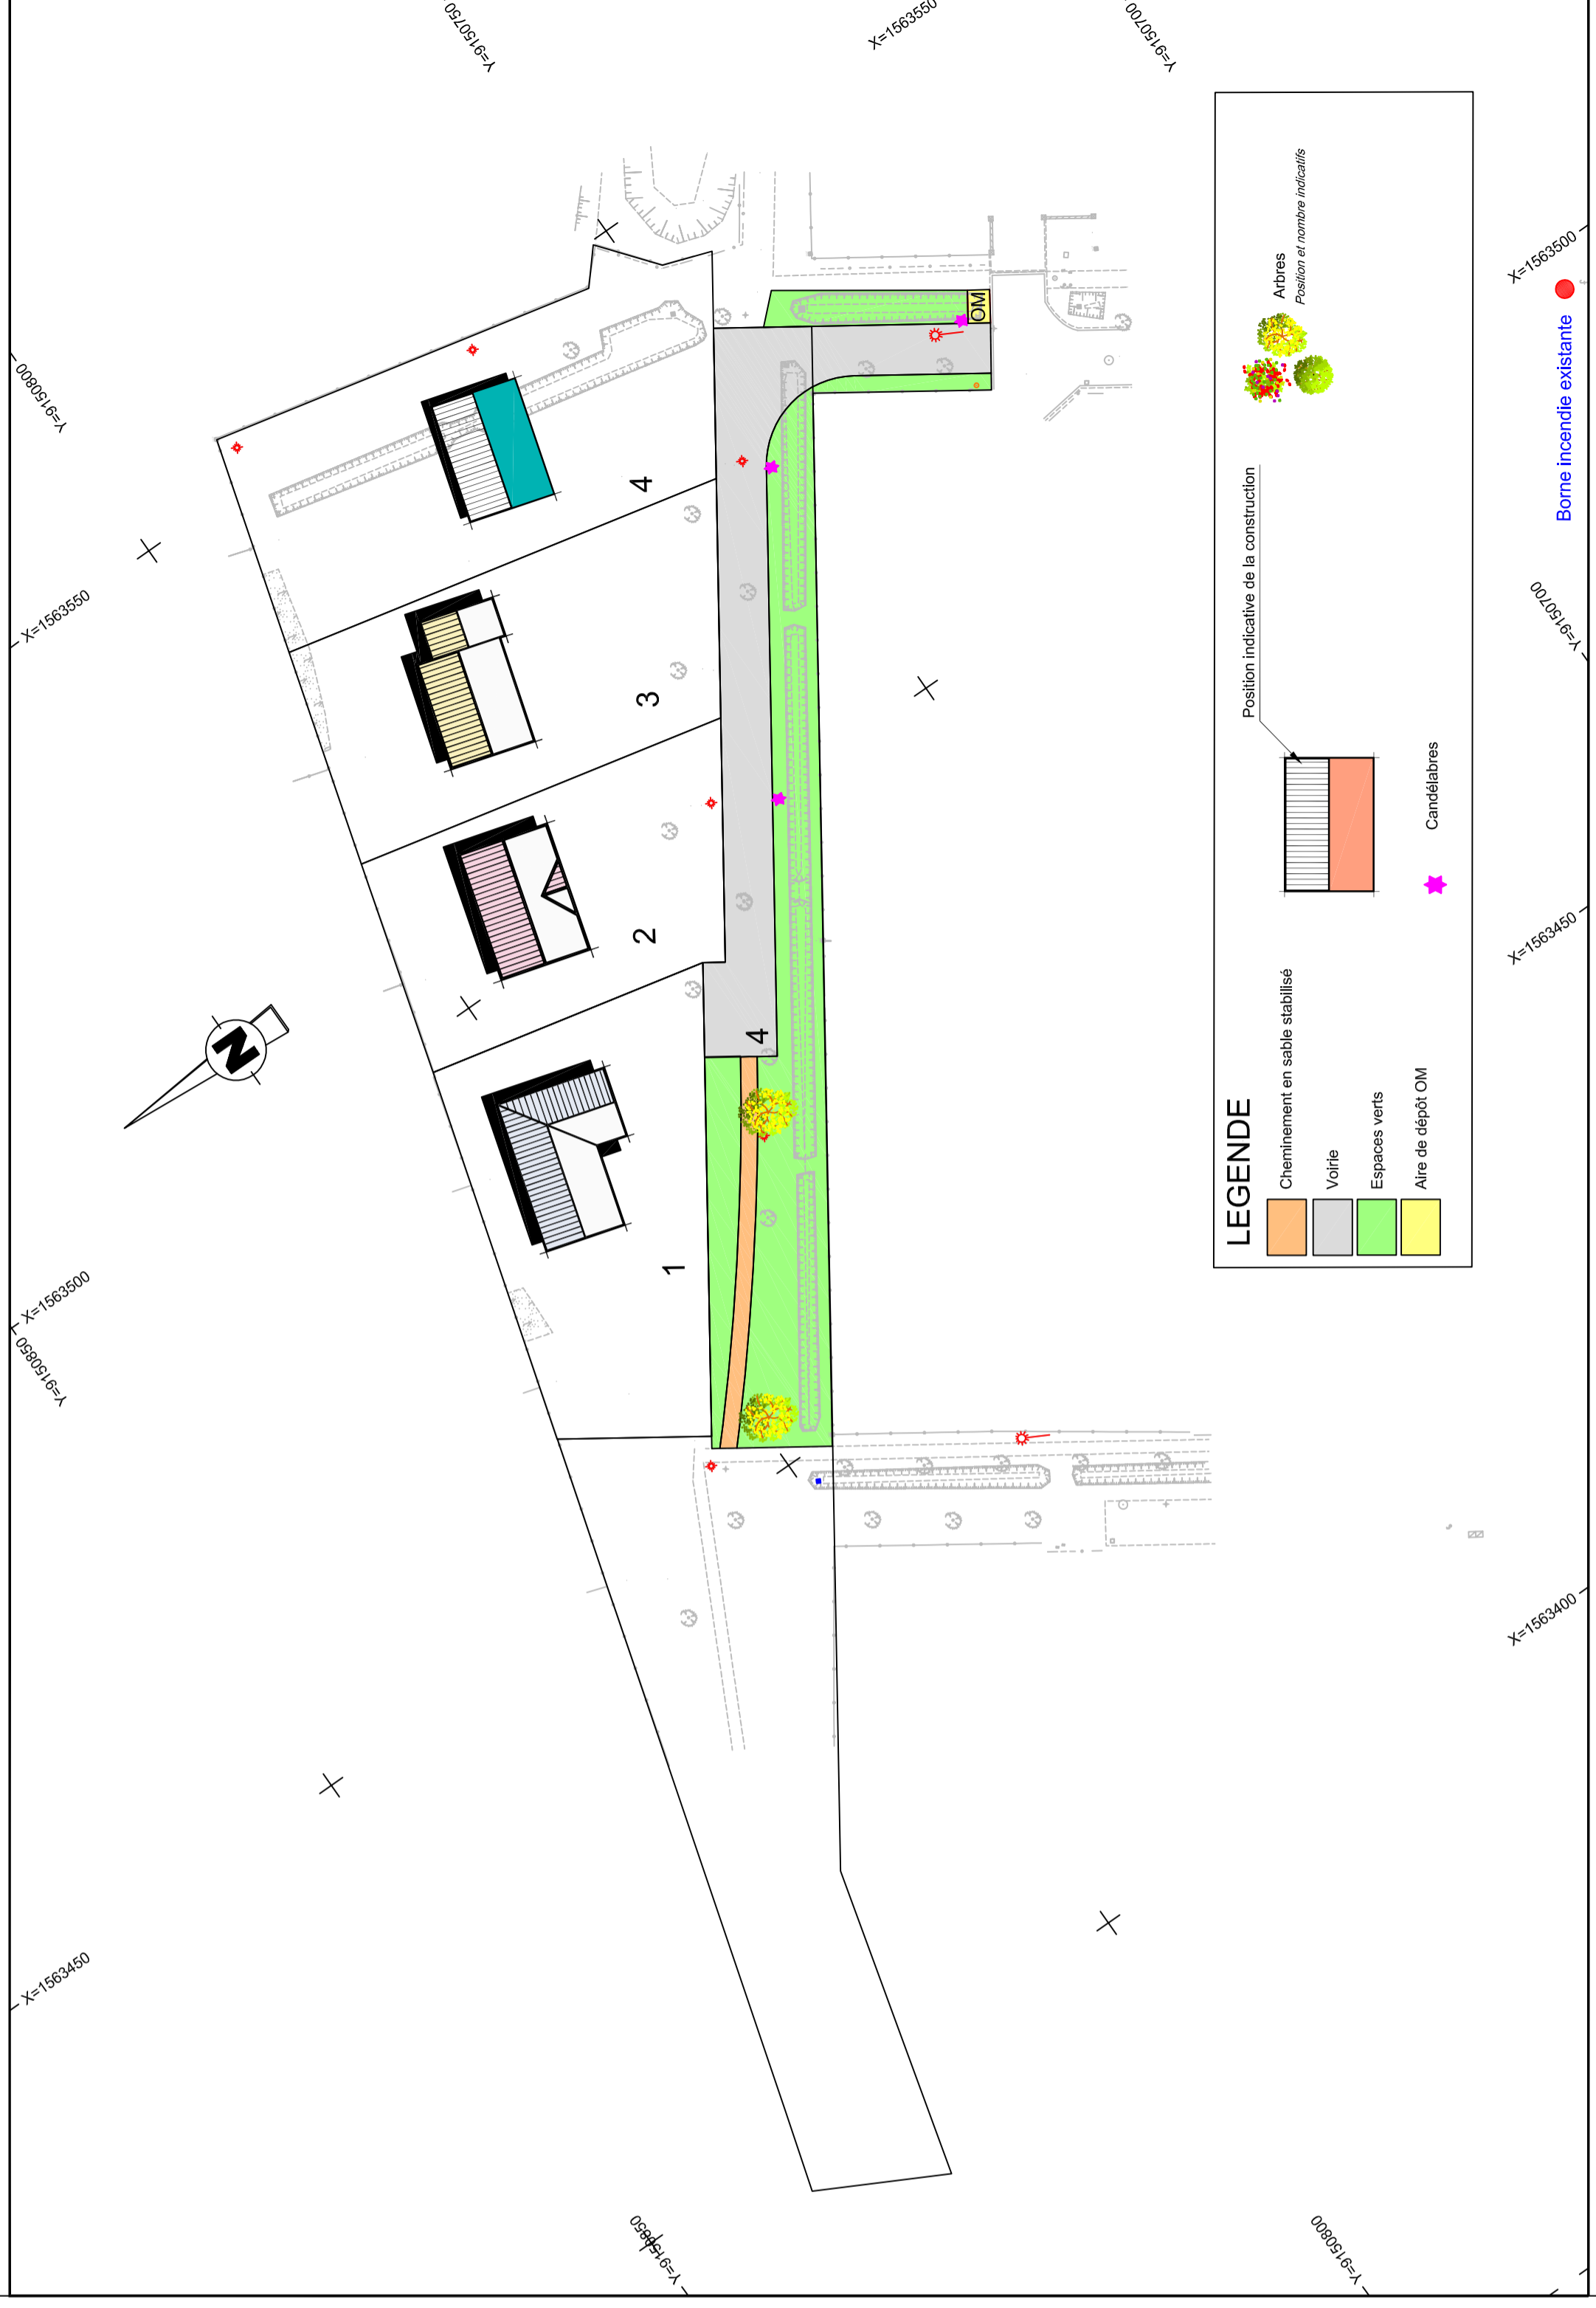 Y=9150750
X=1563550
Y=9150700
Y=9150800
X=1563550
X=1563500
Y=9150850
X=1563450
Y=9150850
Y=9150800
X=1563400
X=1563450
Y=9150700
X=1563500
N
1
2
3
4
4
OM
LEGENDE
Cheminement en sable stabilisé
Voirie
Espaces verts
Aire de dépôt OM
Position indicative de la construction
Candélabres
Arbres
Position et nombre indicatifs
Borne incendie existante